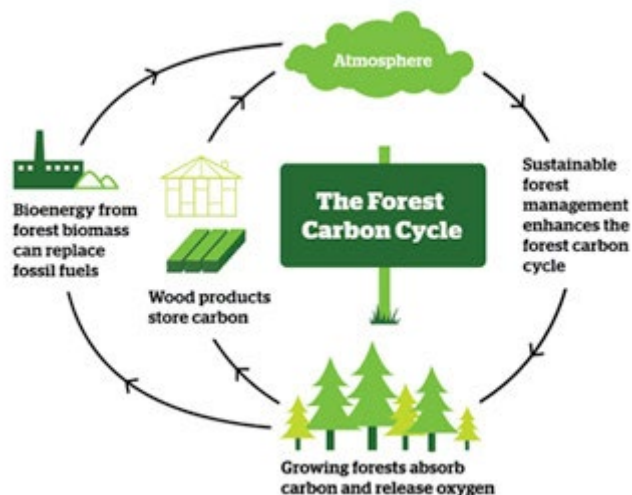 Atmosphere
The Forest
Carbon Cycle
Bioenergy from
forest biomass
can replace
fossil fuels
Wood products
store carbon
Sustainable
forest
management
enhances the
forest carbon
cycle
Growing forests absorb
carbon and release oxygen